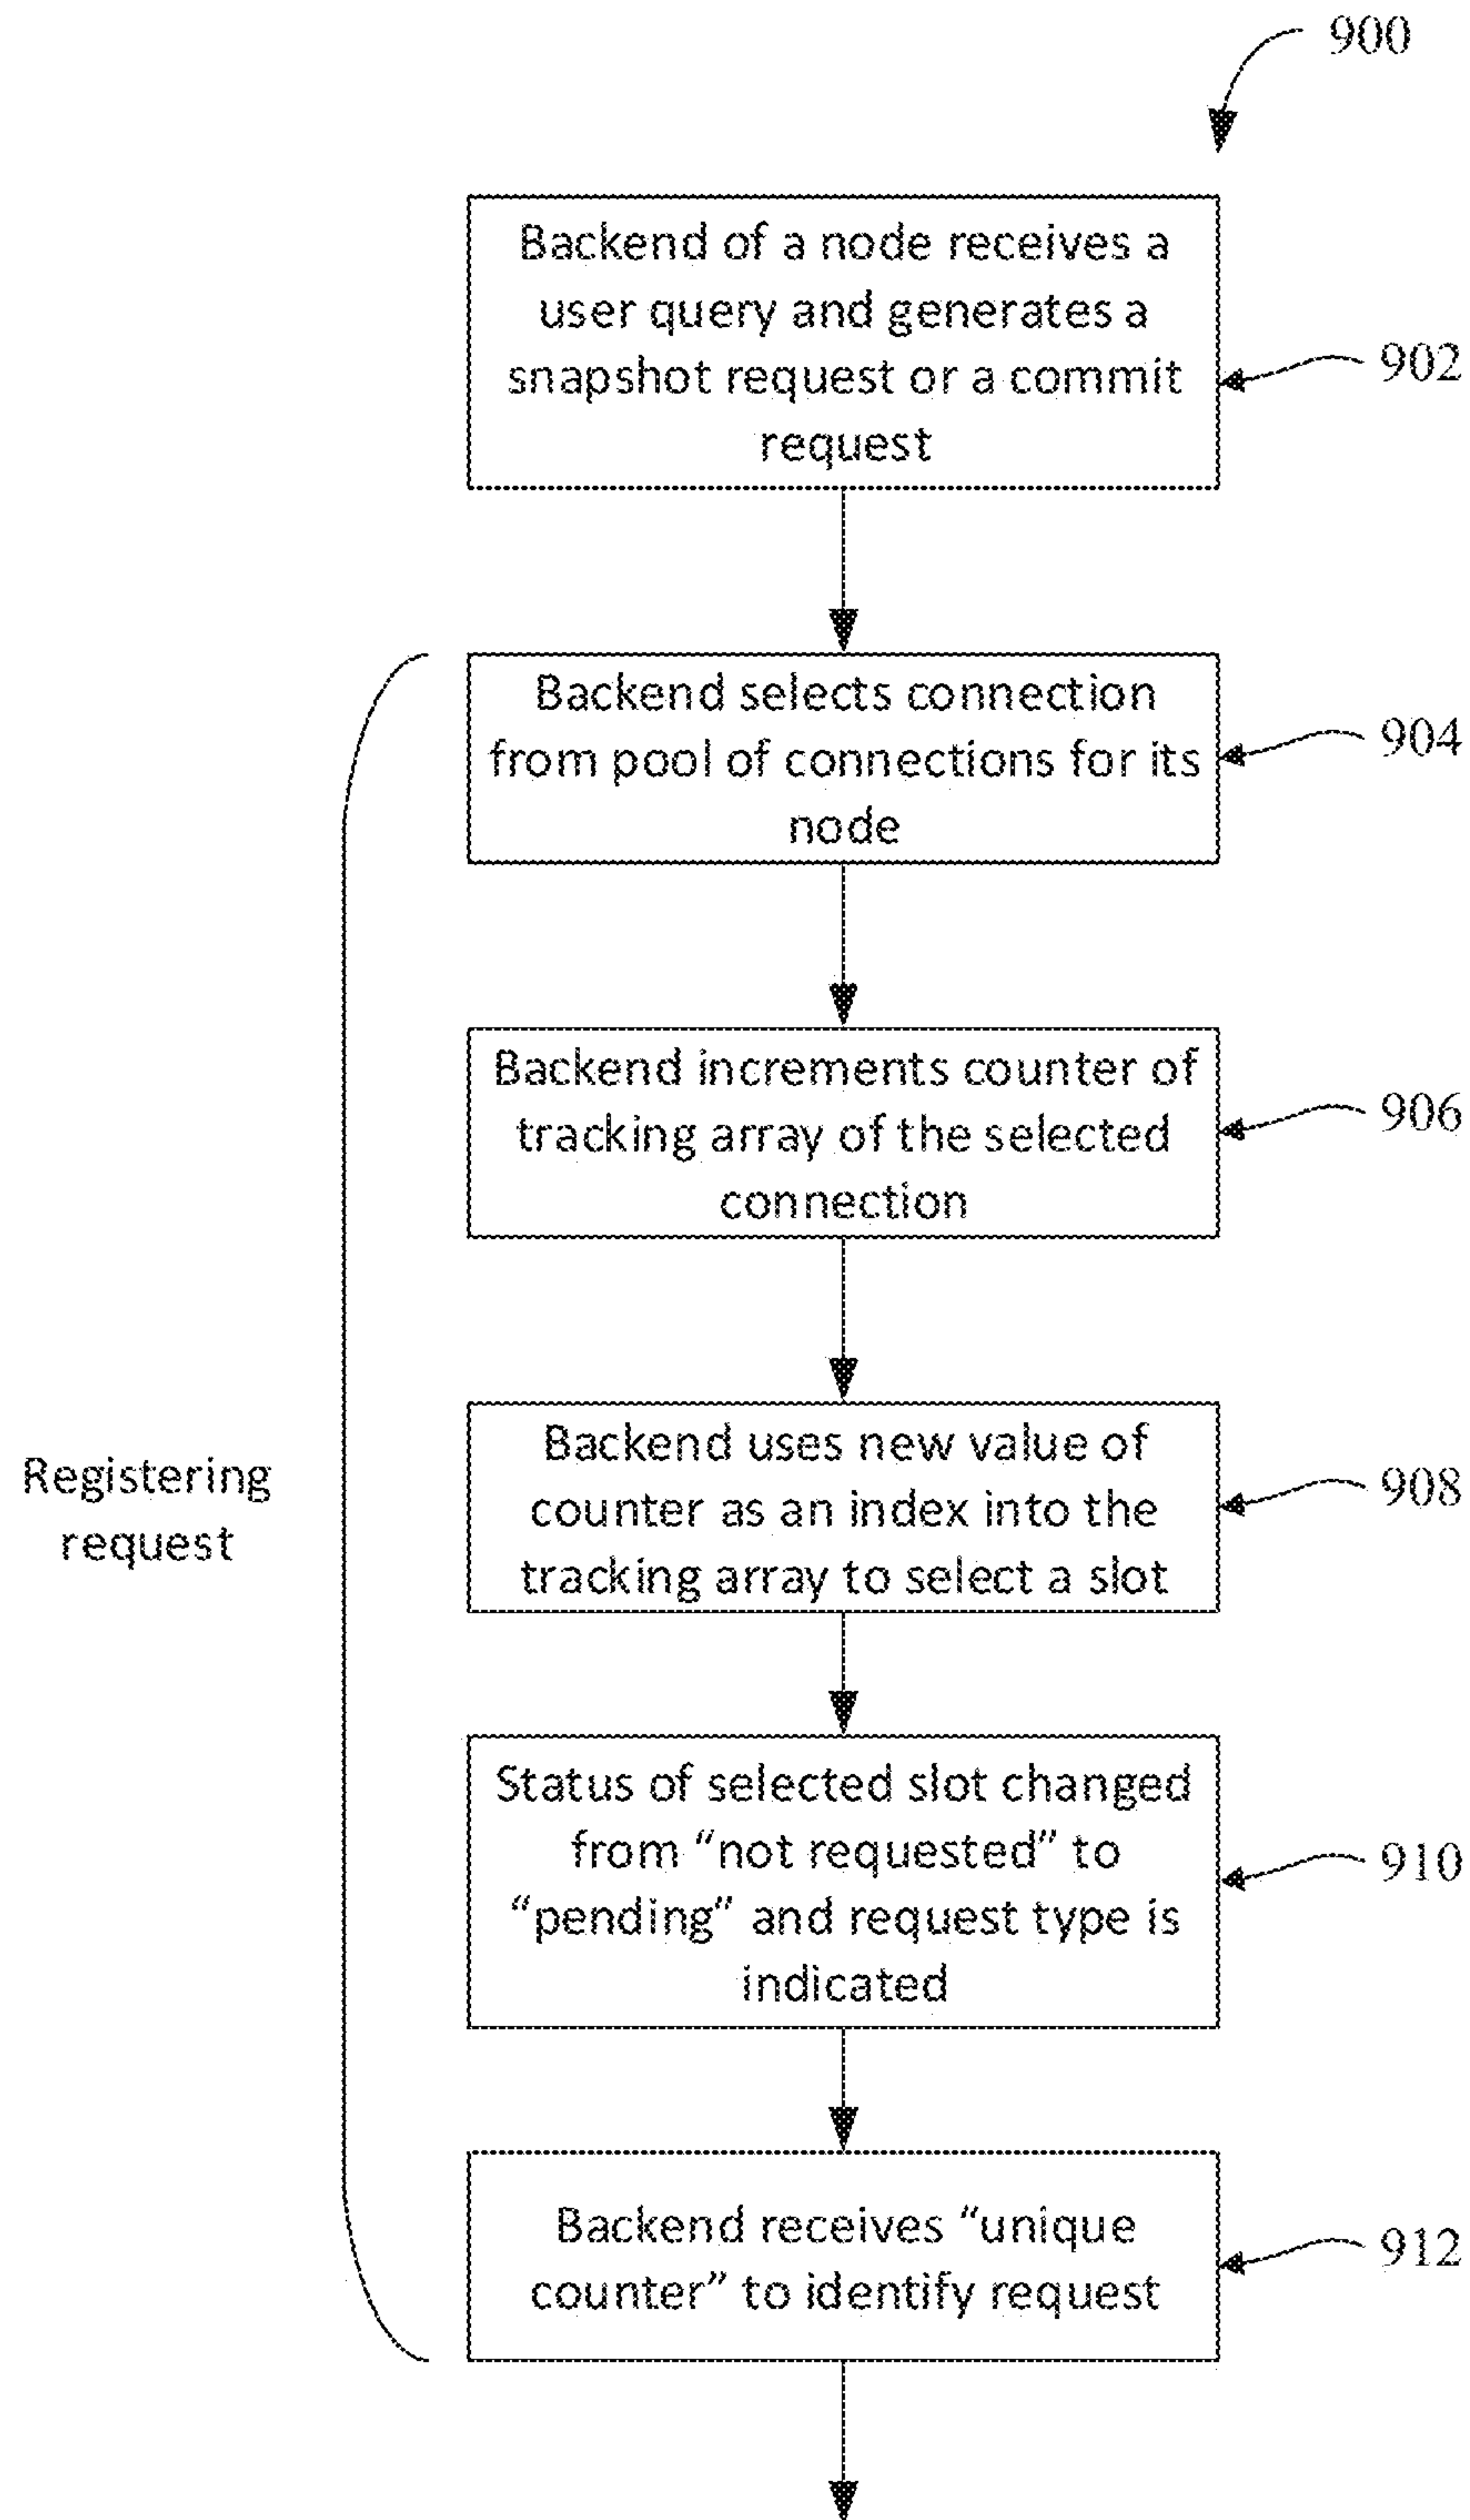 900
Backend of a node receives a
user query and generates a
snapshot request or a commit
request
902
Backend selects connection
from pool of connections for its
node
904
Backend increments counter of
tracking array of the selected
connection
906
Registering
request
Backend uses new value of
counter as an index into the
tracking array to select a slot
908
Status of selected slot changed
from “not requested” to
“pending” and request type is
indicated
910
Backend receives “unique
counter” to identify request
912